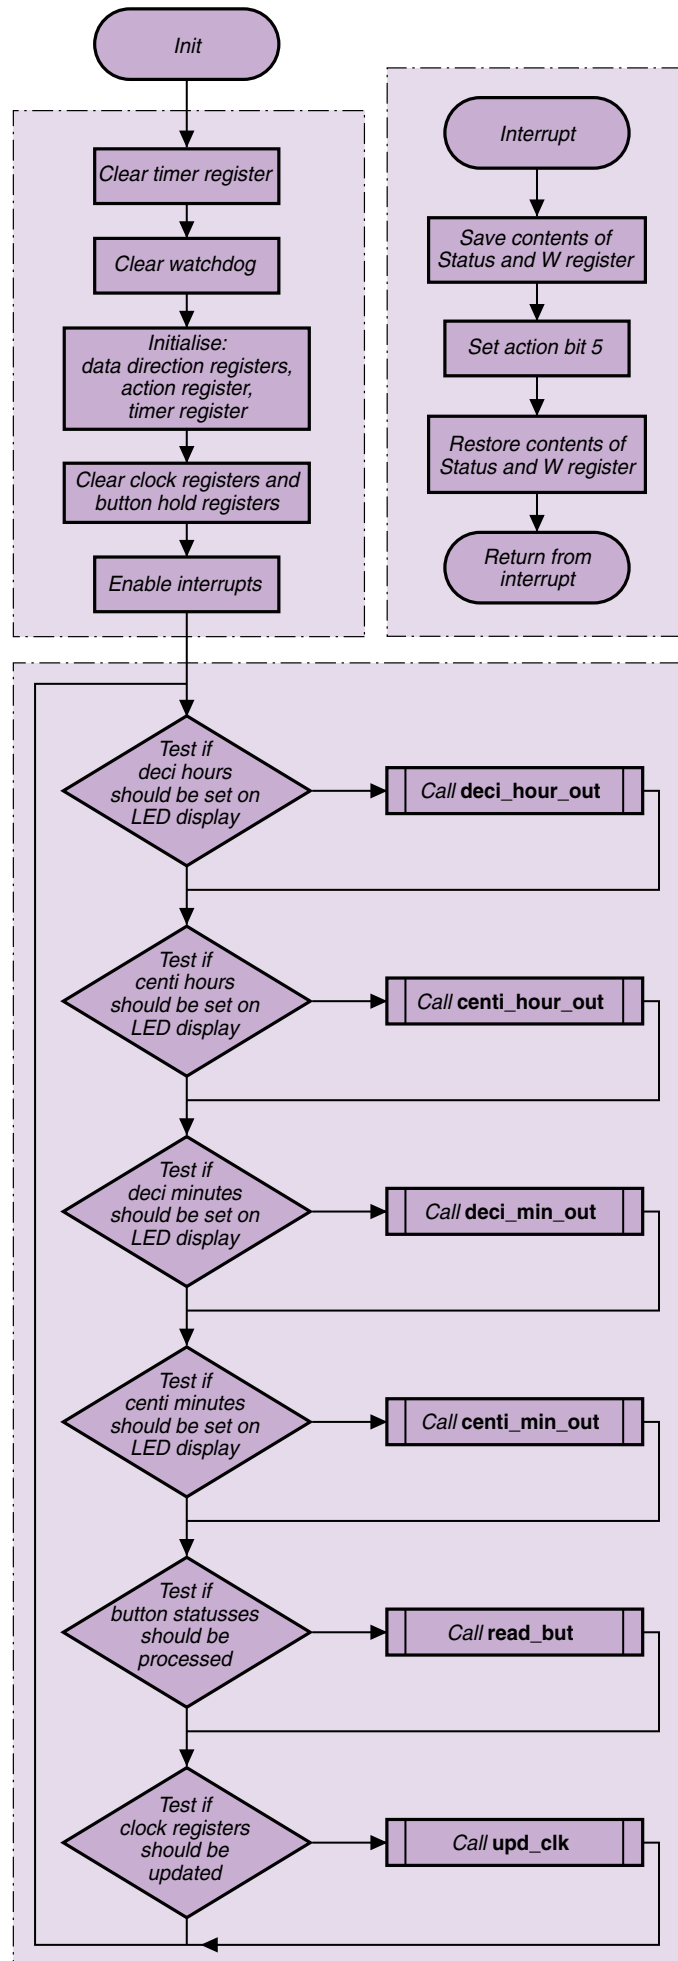 Init
Clear timer register
Clear watchdog
Initialise:
data direction registers,
action register,
timer register
Clear clock registers and
button hold registers
Enable interrupts
Interrupt
Save contents of
Status and W register
Set action bit 5
Restore contents of
Status and W register
Return from
interrupt
Test if
deci hours
should be set on
LED display
Call deci_hour_out
Test if
centi hours
should be set on
LED display
Call centi_hour_out
Test if
deci minutes
should be set on
LED display
Call deci_min_out
Test if
centi minutes
should be set on
LED display
Call centi_min_out
Test if
button statusses
should be
processed
Call read_but
Test if
clock registers
should be
updated
Call upd_clk